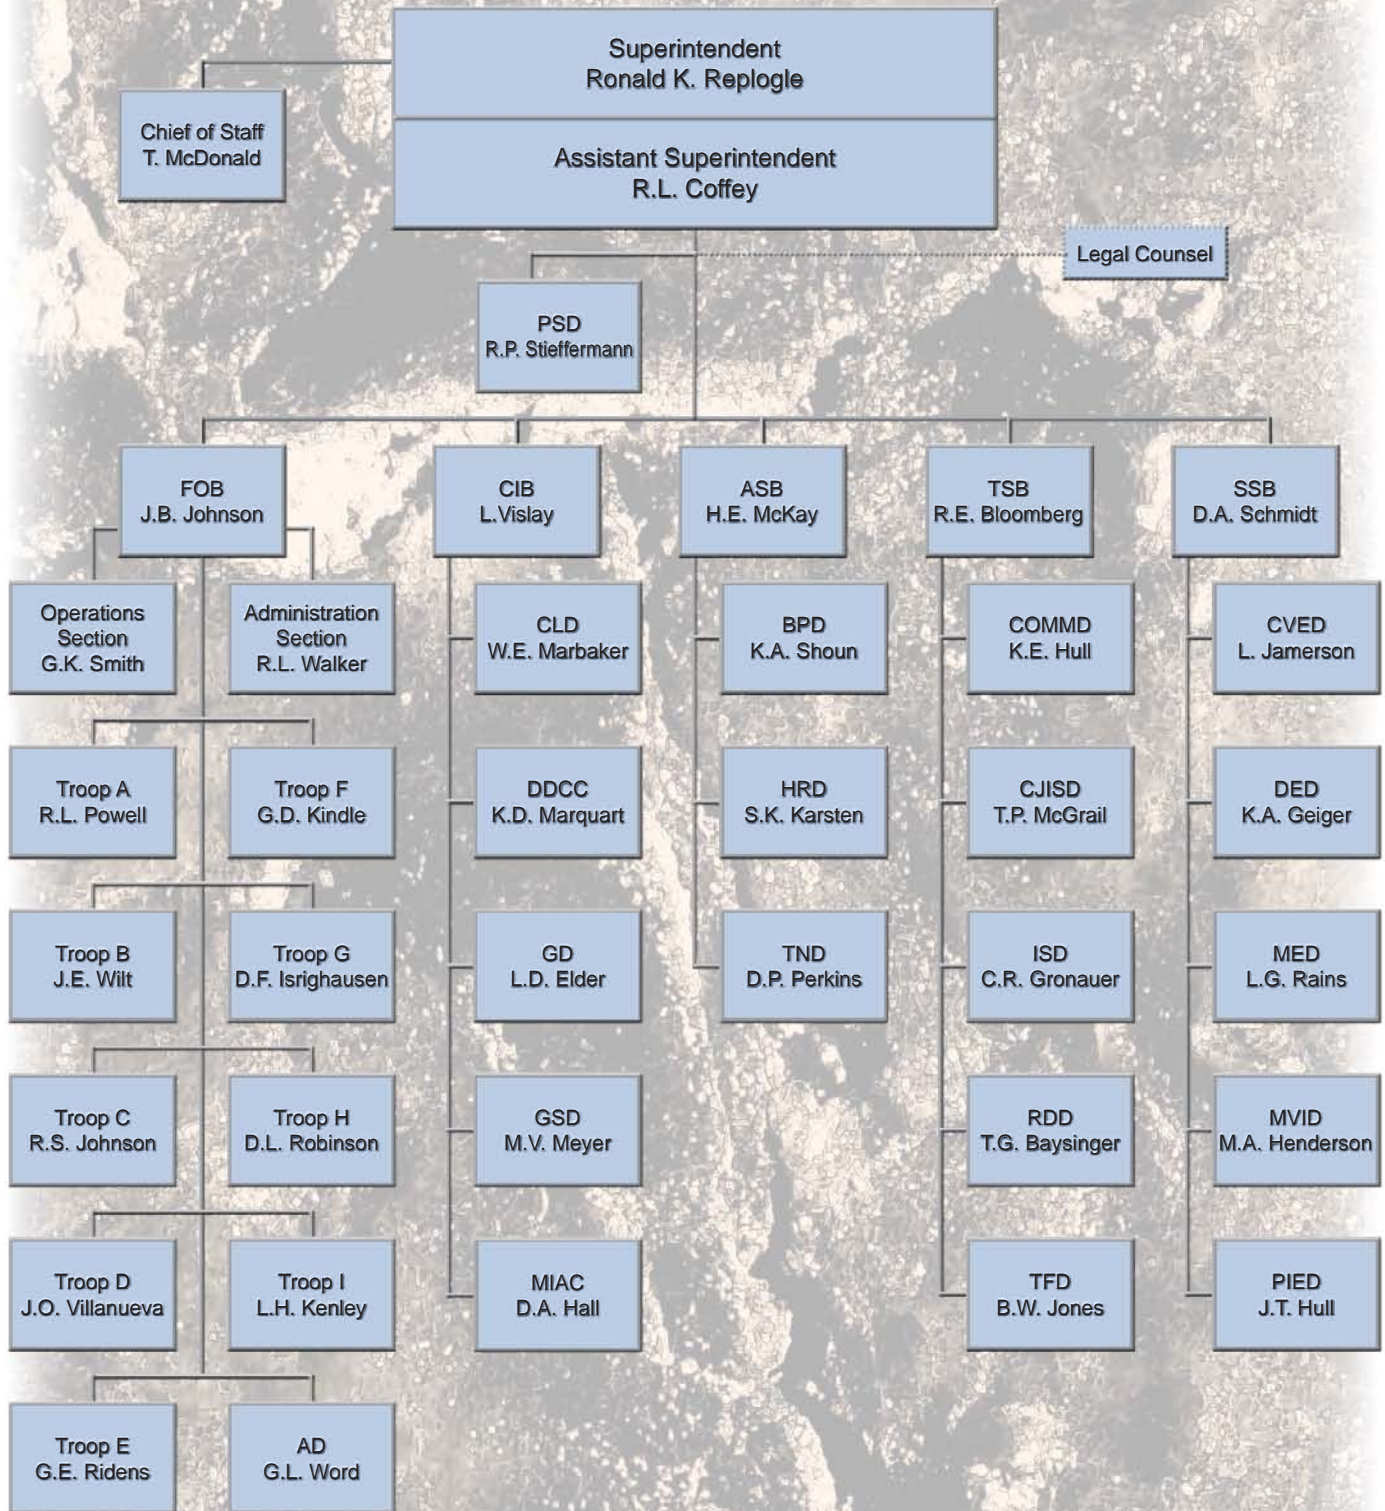 Superintendent
Ronald K. Replogle
Chief of Staff
T. McDonald
Assistant Superintendent
R.L. Coffey
Legal Counsel
PSD
R.P. Stieffermann
FOB
J.B. Johnson
CIB
L.Vislay
ASB
H.E. McKay
TSB
R.E. Bloomberg
SSB
D.A. Schmidt
Operations
Section
G.K. Smith
Administration
Section
R.L. Walker
CLD
W.E. Marbaker
BPD
K.A. Shoun
COMMD
K.E. Hull
CVED
L. Jamerson
Troop A
R.L. Powell
Troop F
G.D. Kindle
DDCC
K.D. Marquart
HRD
S.K. Karsten
CJISD
T.P. McGrail
DED
K.A. Geiger
Troop B
J.E. Wilt
Troop G
D.F. Isrighausen
GD
L.D. Elder
TND
D.P. Perkins
ISD
C.R. Gronauer
MED
L.G. Rains
Troop C
R.S. Johnson
Troop H
D.L. Robinson
GSD
M.V. Meyer
RDD
T.G. Baysinger
MVID
M.A. Henderson
Troop D
J.O. Villanueva
Troop I
L.H. Kenley
MIAC
D.A. Hall
TFD
B.W. Jones
PIED
J.T. Hull
Troop E
G.E. Ridens
AD
G.L. Word